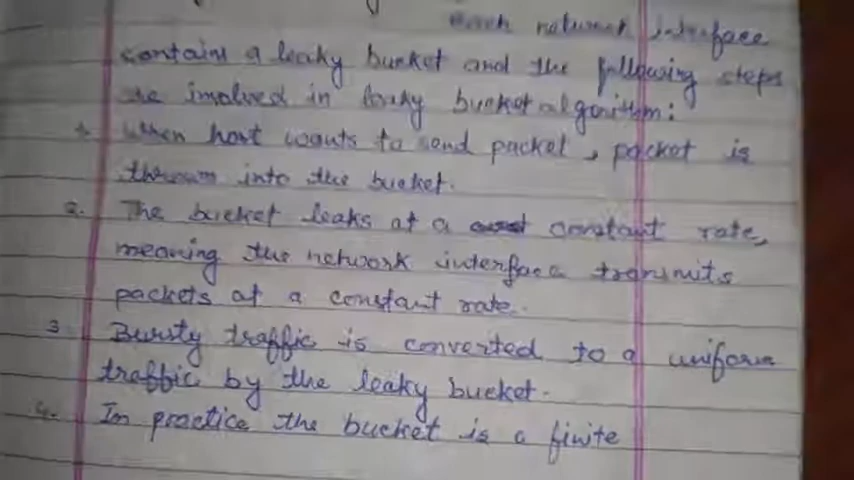 each network interface
contains a leaky bucket and the following steps
are involved in leaky bucket algorithm:
1. When host wants to send packet, packet is
thrown into the bucket.
2. The bucket leaks at a constant rate,
meaning the network interface transmits
packets at a constant rate.
3. Bursty traffic is converted to a uniform
traffic by the leaky bucket.
4. In practice the bucket is a finite